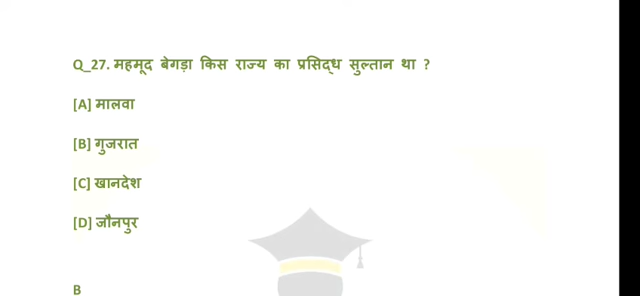 Q_27. महमूद बेगड़ा किस राज्य का प्रसिद्ध सुल्तान था ?
[A] मालवा
[B] गुजरात
[C] खानदेश
[D] जौनपुर
B